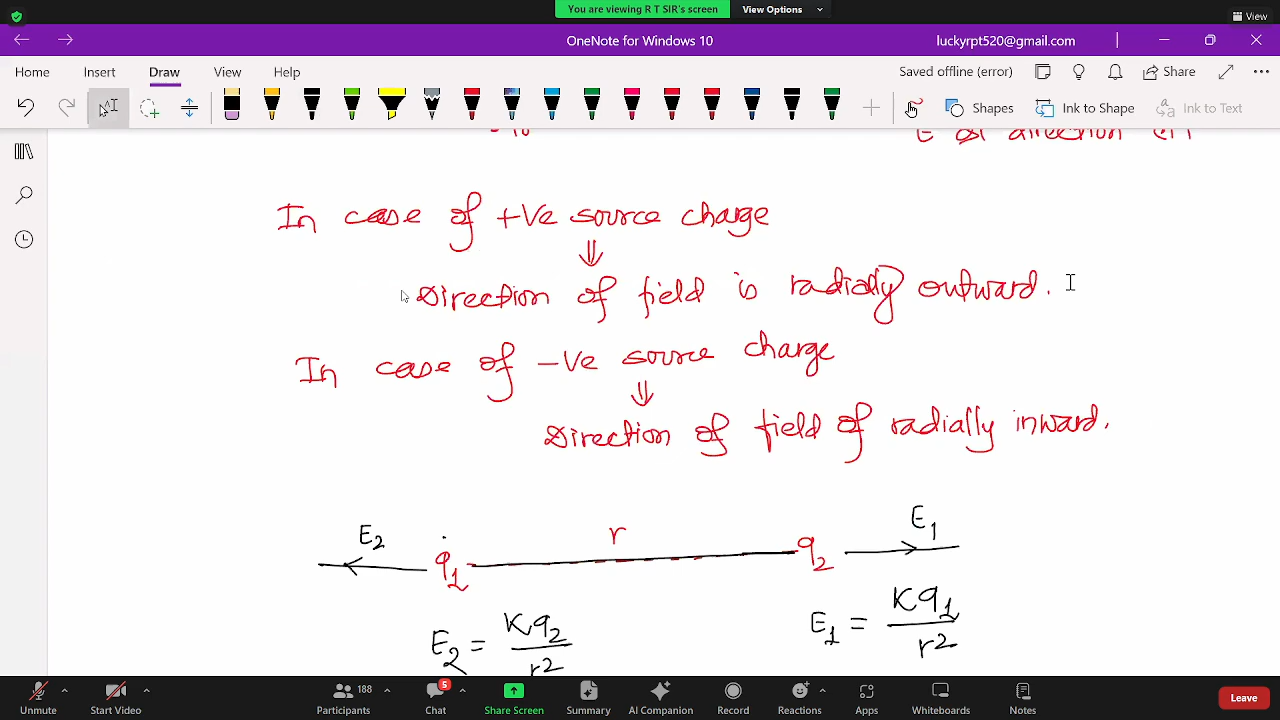 You are viewing R T SIR's screen
View Options
View
OneNote for Windows 10
luckyrpt520@gmail.com
Home Insert Draw View Help
Saved offline (error)
Share
Shapes
Ink to Shape
Ink to Text
In case of +Ve source charge
⇓
Direction of field is radially outward.
In case of -Ve source charge
⇓
Direction of field of radially inward.
E2 q1 r q2 E1
E2 = Kq2/r2
E1 = Kq1/r2
Unmute
Start Video
188
Participants
5
Chat
Share Screen
Summary
AI Companion
Record
Reactions
Apps
Whiteboards
Notes
Leave